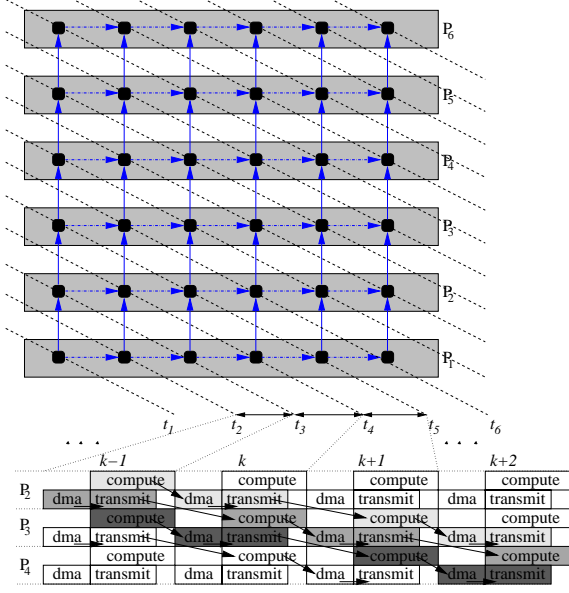 P6
P5
P4
P3
P2
P1
t1 t2 t3 t4 t5 t6
. . . . . .
k−1 k k+1 k+2
compute compute compute compute
P2
dma transmit dma transmit dma transmit dma transmit
compute compute compute compute
P3
dma transmit dma transmit dma transmit dma transmit
compute compute compute compute
P4
dma transmit dma transmit dma transmit dma transmit